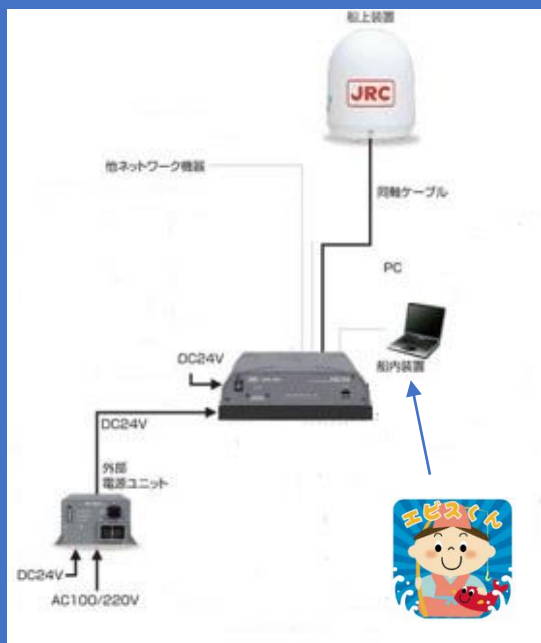 船上装置
JRC
他ネットワーク機器
同軸ケーブル
PC
船内装置
DC24V
DC24V
外部
電源ユニット
DC24V
AC100/220V
エビスくん